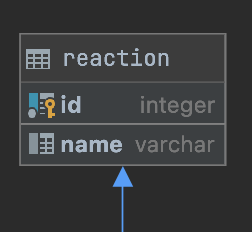 reaction
id integer
name varchar